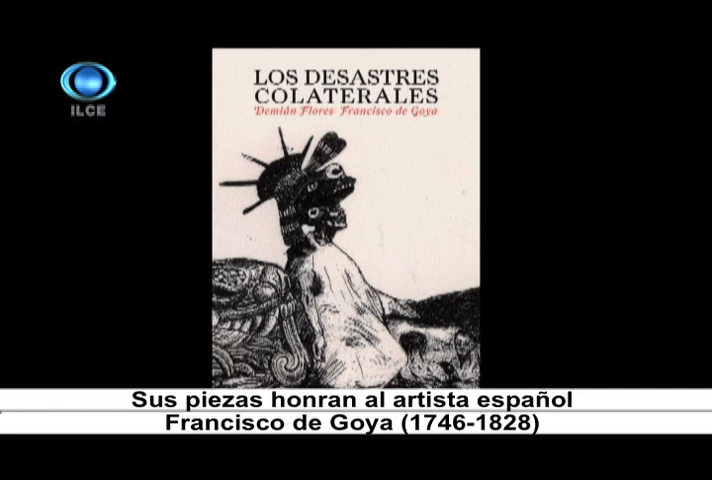 ILCE
LOS DESASTRES
COLATERALES
Demián Flores Francisco de Goya
Sus piezas honran al artista español
Francisco de Goya (1746-1828)